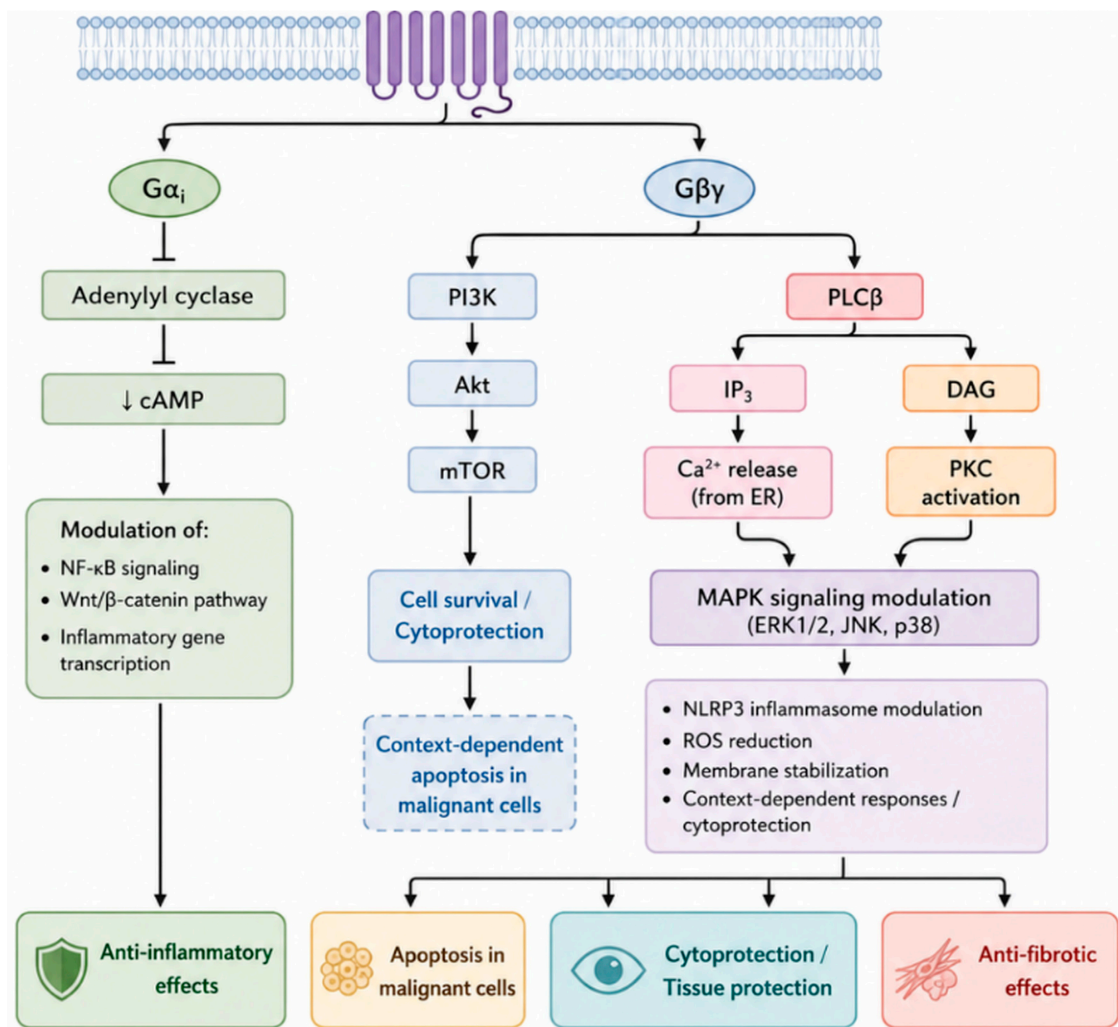 Gαi
Gβγ
Adenylyl cyclase
PI3K
PLCβ
↓ cAMP
Akt
IP₃
DAG
mTOR
Ca²⁺ release
(from ER)
PKC
activation
Modulation of:
• NF-κB signaling
• Wnt/β-catenin pathway
• Inflammatory gene
transcription
Cell survival /
Cytoprotection
MAPK signaling modulation
(ERK1/2, JNK, p38)
Context-dependent
apoptosis in
malignant cells
• NLRP3 inflammasome modulation
• ROS reduction
• Membrane stabilization
• Context-dependent responses /
cytoprotection
Anti-inflammatory
effects
Apoptosis in
malignant cells
Cytoprotection /
Tissue protection
Anti-fibrotic
effects